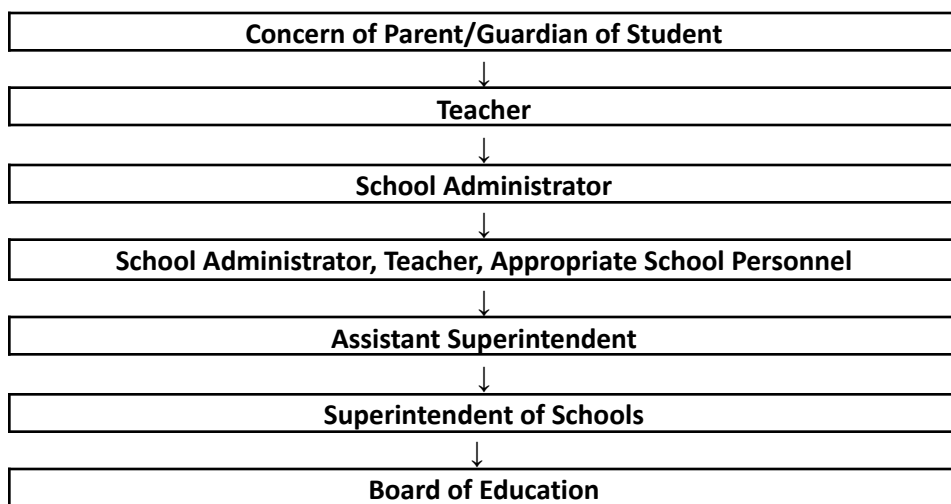 Concern of Parent/Guardian of Student
↓
Teacher
↓
School Administrator
↓
School Administrator, Teacher, Appropriate School Personnel
↓
Assistant Superintendent
↓
Superintendent of Schools
↓
Board of Education